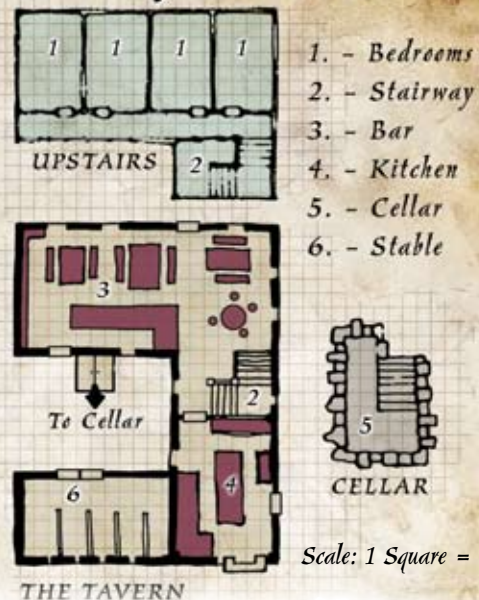 1 1 1 1
1. - Bedrooms
2. - Stairway
3. - Bar
4. - Kitchen
5. - Cellar
6. - Stable
2
UPSTAIRS
3
2
To Cellar
5
4
6
CELLAR
Scale: 1 Square =
THE TAVERN